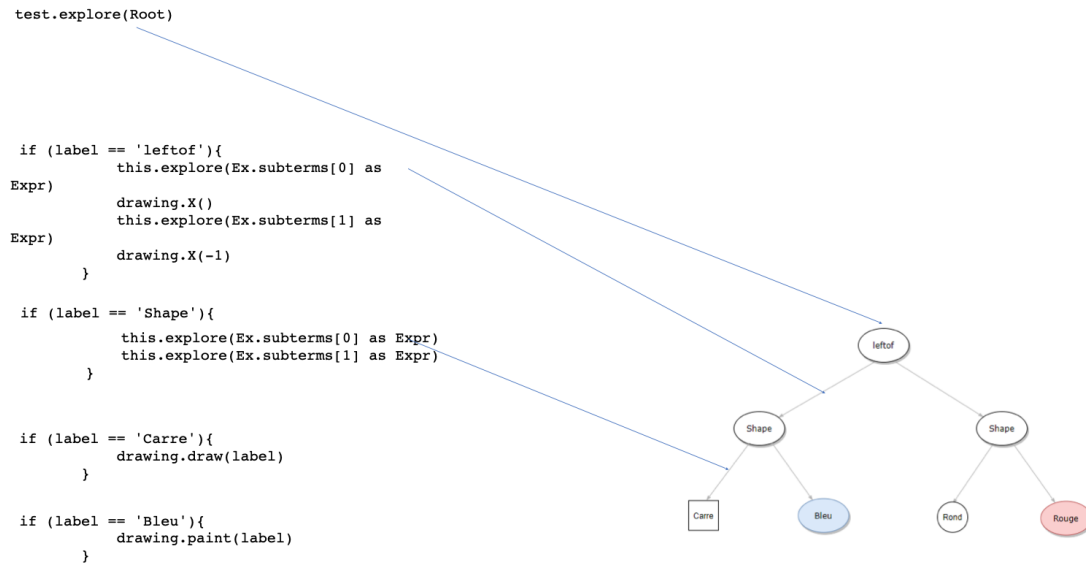 test.explore(Root)
if (label == 'leftof'){
this.explore(Ex.subterms[0] as
Expr)
drawing.X()
this.explore(Ex.subterms[1] as
Expr)
drawing.X(-1)
}
if (label == 'Shape'){
this.explore(Ex.subterms[0] as Expr)
this.explore(Ex.subterms[1] as Expr)
}
if (label == 'Carre'){
drawing.draw(label)
}
if (label == 'Bleu'){
drawing.paint(label)
}
leftof
Shape
Shape
Carre
Bleu
Rond
Rouge